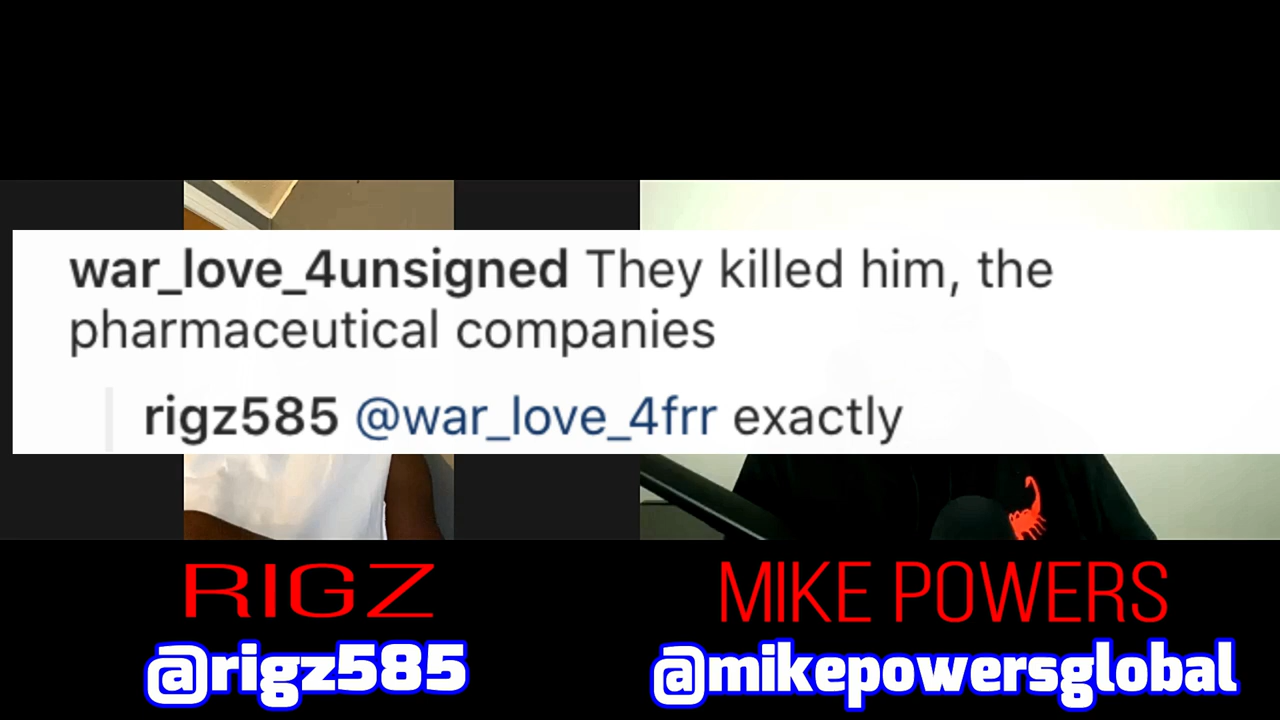 war_love_4unsigned They killed him, the
pharmaceutical companies
rigz585 @war_love_4frr exactly
RIGZ
MIKE POWERS
@rigz585
@mikepowersglobal